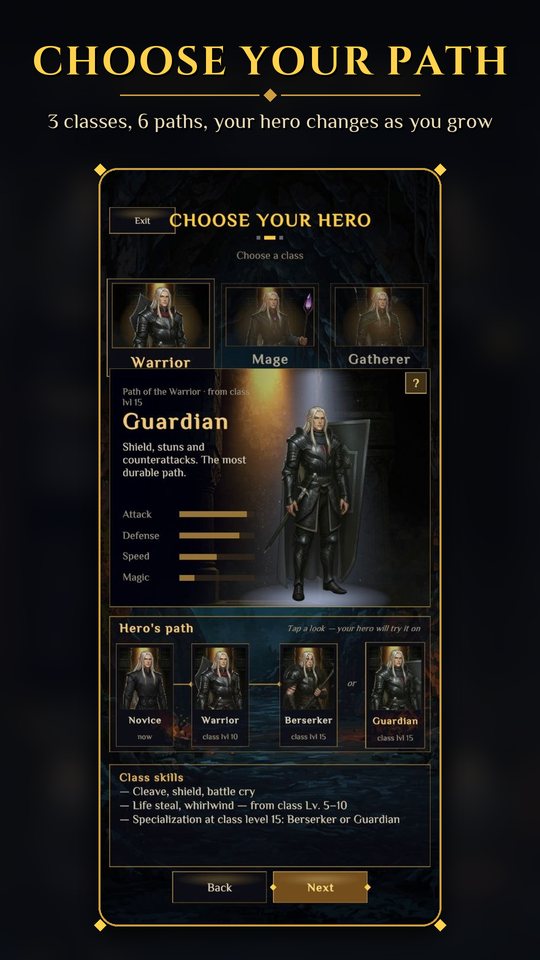 CHOOSE YOUR PATH
3 classes, 6 paths, your hero changes as you grow
Exit
CHOOSE YOUR HERO
Choose a class
Warrior
Mage
Gatherer
Path of the Warrior · from class
lvl 15
?
Guardian
Shield, stuns and
counterattacks. The most
durable path.
Attack
Defense
Speed
Magic
Hero's path
Tap a look — your hero will try it on
Novice
now
Warrior
class lvl 10
Berserker
class lvl 15
or
Guardian
class lvl 15
Class skills
— Cleave, shield, battle cry
— Life steal, whirlwind — from class Lv. 5–10
— Specialization at class level 15: Berserker or Guardian
Back
Next